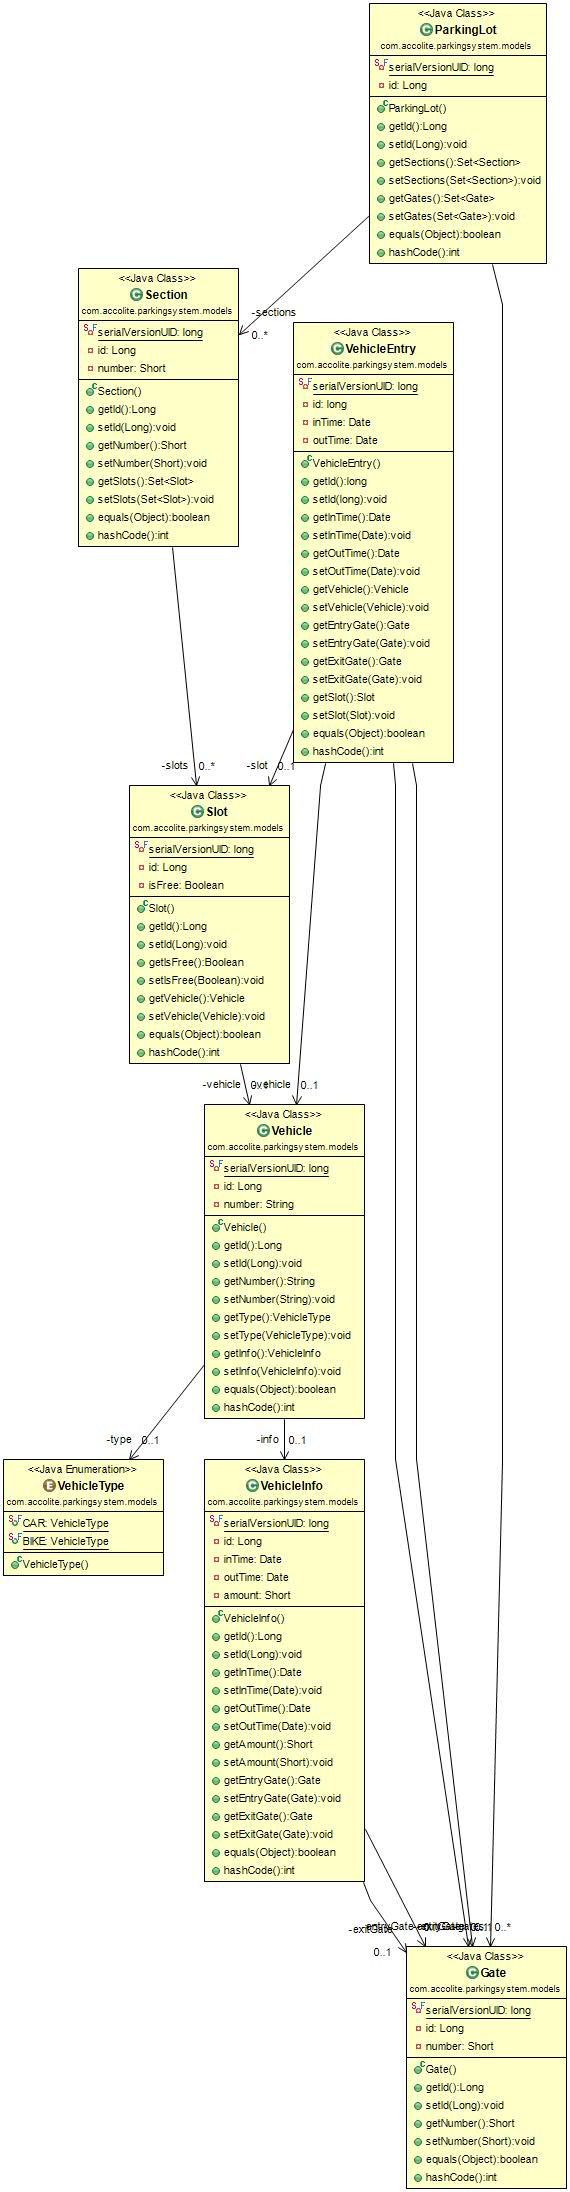 <<Java Class>>
ParkingLot
com.accolite.parkingsystem.models
serialVersionUID: long
id: Long
ParkingLot()
getId():Long
setId(Long):void
getSections():Set<Section>
setSections(Set<Section>):void
getGates():Set<Gate>
setGates(Set<Gate>):void
equals(Object):boolean
hashCode():int
-sections
0..*
<<Java Class>>
Section
com.accolite.parkingsystem.models
serialVersionUID: long
id: Long
number: Short
Section()
getId():Long
setId(Long):void
getNumber():Short
setNumber(Short):void
getSlots():Set<Slot>
setSlots(Set<Slot>):void
equals(Object):boolean
hashCode():int
<<Java Class>>
VehicleEntry
com.accolite.parkingsystem.models
serialVersionUID: long
id: long
inTime: Date
outTime: Date
VehicleEntry()
getId():long
setId(long):void
getInTime():Date
setInTime(Date):void
getOutTime():Date
setOutTime(Date):void
getVehicle():Vehicle
setVehicle(Vehicle):void
getEntryGate():Gate
setEntryGate(Gate):void
getExitGate():Gate
setExitGate(Gate):void
getSlot():Slot
setSlot(Slot):void
equals(Object):boolean
hashCode():int
-slots 0..*
-slot 0..1
<<Java Class>>
Slot
com.accolite.parkingsystem.models
serialVersionUID: long
id: Long
isFree: Boolean
Slot()
getId():Long
setId(Long):void
getIsFree():Boolean
setIsFree(Boolean):void
getVehicle():Vehicle
setVehicle(Vehicle):void
equals(Object):boolean
hashCode():int
-vehicle 0..1
-vehicle 0..1
<<Java Class>>
Vehicle
com.accolite.parkingsystem.models
serialVersionUID: long
id: Long
number: String
Vehicle()
getId():Long
setId(Long):void
getNumber():String
setNumber(String):void
getType():VehicleType
setType(VehicleType):void
getInfo():VehicleInfo
setInfo(VehicleInfo):void
equals(Object):boolean
hashCode():int
-type 0..1
-info 0..1
<<Java Enumeration>>
VehicleType
com.accolite.parkingsystem.models
CAR: VehicleType
BIKE: VehicleType
VehicleType()
<<Java Class>>
VehicleInfo
com.accolite.parkingsystem.models
serialVersionUID: long
id: Long
inTime: Date
outTime: Date
amount: Short
VehicleInfo()
getId():Long
setId(Long):void
getInTime():Date
setInTime(Date):void
getOutTime():Date
setOutTime(Date):void
getAmount():Short
setAmount(Short):void
getEntryGate():Gate
setEntryGate(Gate):void
getExitGate():Gate
setExitGate(Gate):void
equals(Object):boolean
hashCode():int
-exitGate
0..1
-entryGate
0..*
<<Java Class>>
Gate
com.accolite.parkingsystem.models
serialVersionUID: long
id: Long
number: Short
Gate()
getId():Long
setId(Long):void
getNumber():Short
setNumber(Short):void
equals(Object):boolean
hashCode():int